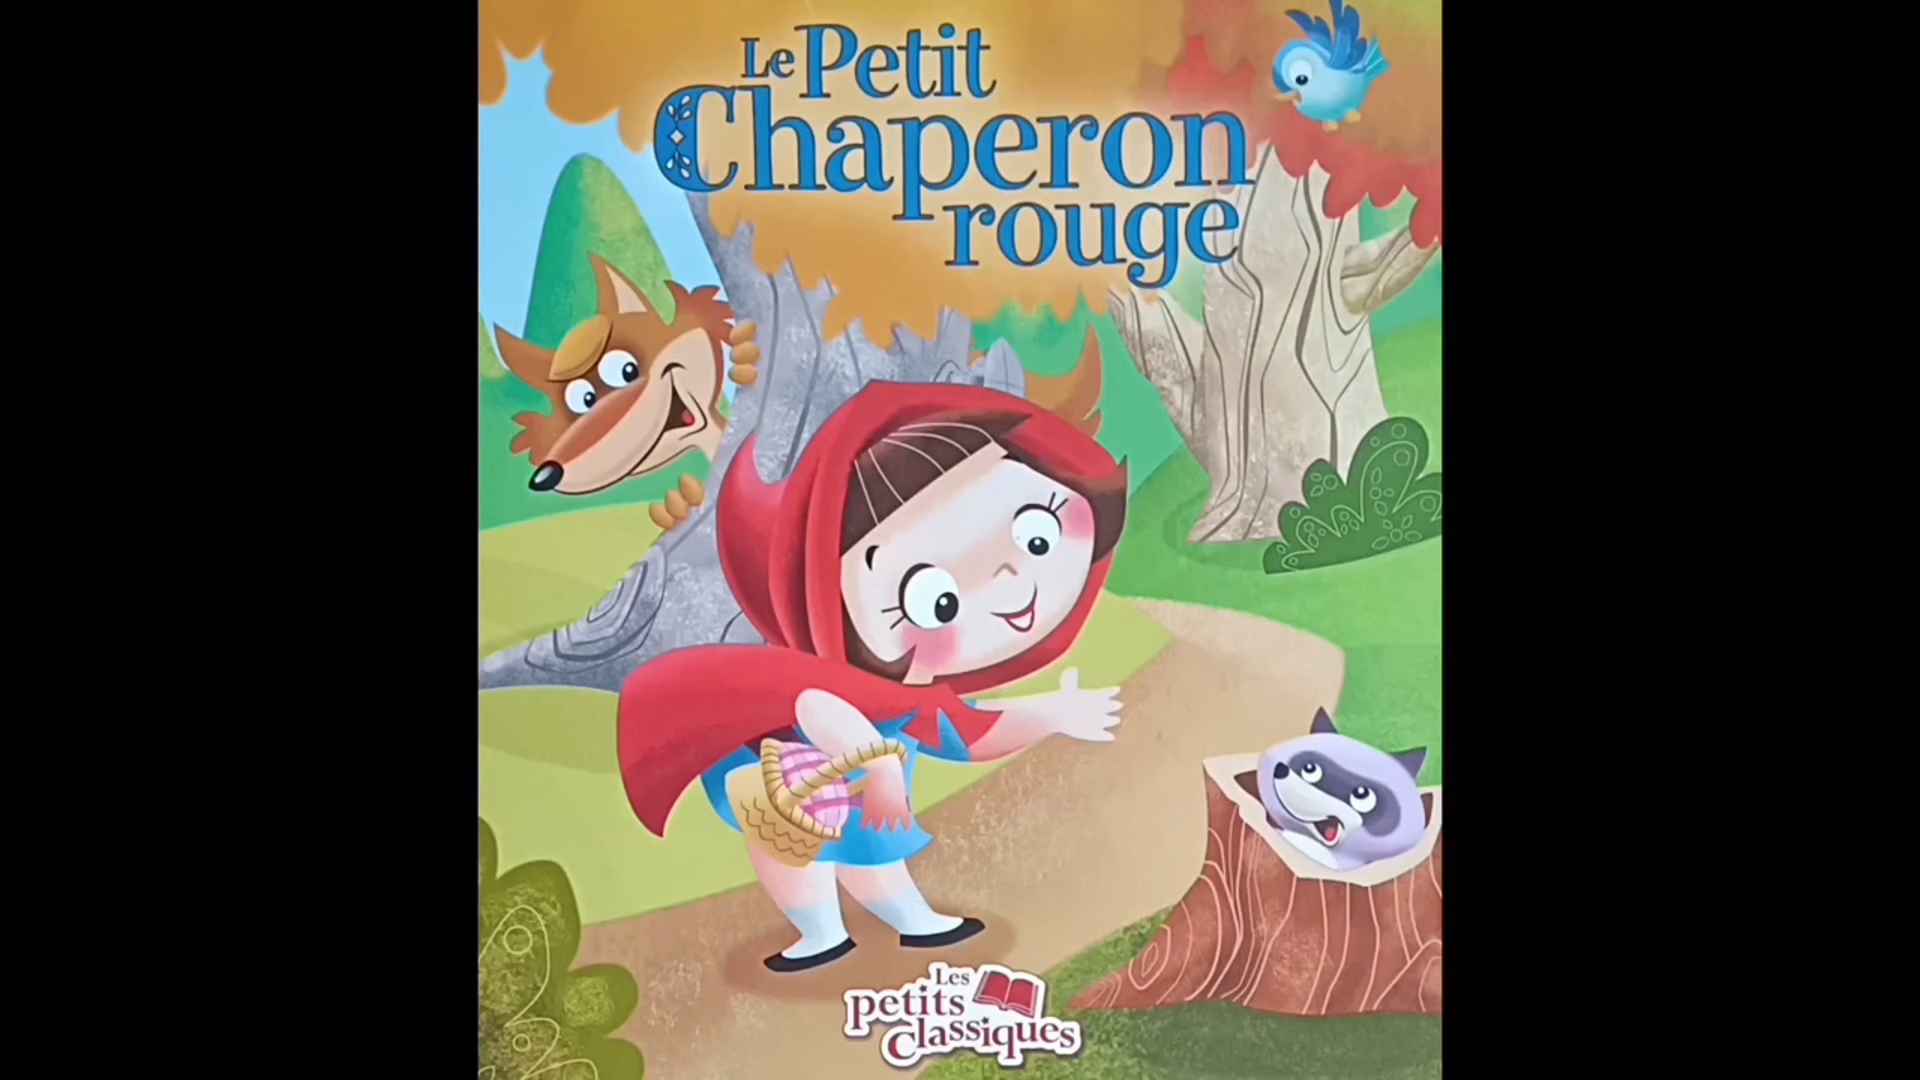 Le Petit
Chaperon
rouge
Les
petits
classiques